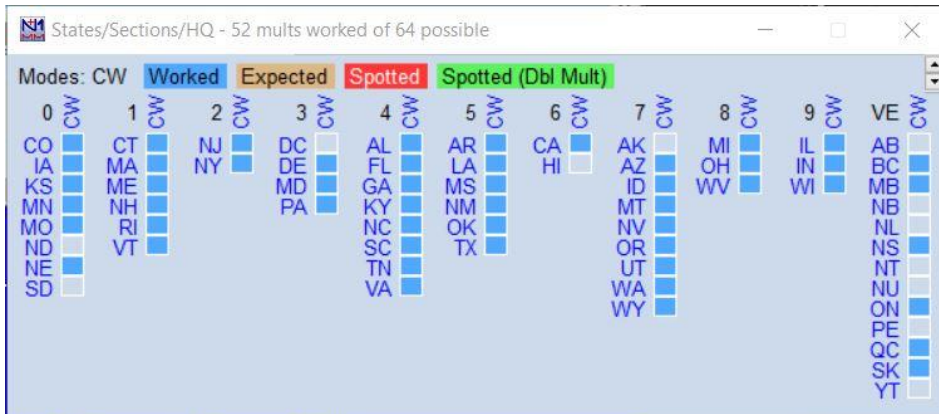 N1MM States/Sections/HQ - 52 mults worked of 64 possible
Modes: CW Worked Expected Spotted Spotted (Dbl Mult)
0 CW 1 CW 2 CW 3 CW 4 CW 5 CW 6 CW 7 CW 8 CW 9 CW VE CW
CO CT NJ DC AL AR CA AK MI IL AB
IA MA NY DE FL LA HI AZ OH IN BC
KS ME MD GA MS ID WV WI MB
MN NH PA KY NM MT NB
MO RI NC OK NV NL
ND VT SC TX OR NS
NE TN UT NT
SD VA WA NU
WY ON
PE
QC
SK
YT